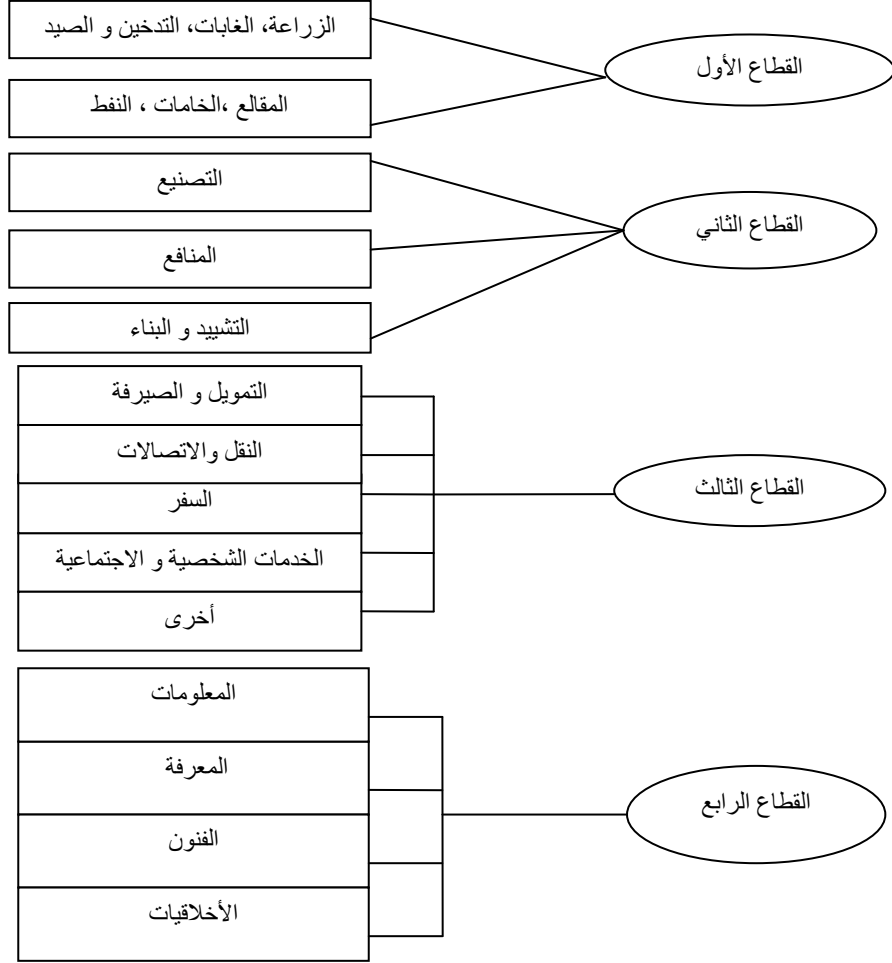 القطاع الأول
الزراعة، الغابات، التدخين و الصيد
المقالع ،الخامات ، النفط
القطاع الثاني
التصنيع
المنافع
التشييد و البناء
القطاع الثالث
التمويل و الصيرفة
النقل والاتصالات
السفر
الخدمات الشخصية و الاجتماعية
أخرى
القطاع الرابع
المعلومات
المعرفة
الفنون
الأخلاقيات